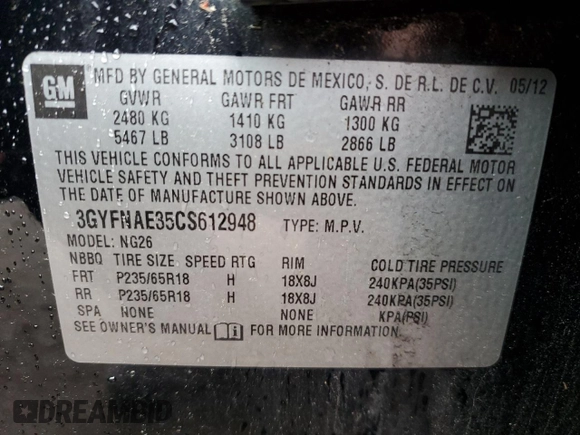 GM MFD BY GENERAL MOTORS DE MEXICO, S. DE R.L. DE C.V. 05/12
GVWR GAWR FRT GAWR RR
2480 KG 1410 KG 1300 KG
5467 LB 3108 LB 2866 LB
THIS VEHICLE CONFORMS TO ALL APPLICABLE U.S. FEDERAL MOTOR
VEHICLE SAFETY AND THEFT PREVENTION STANDARDS IN EFFECT ON
THE DATE OF MANUFACTURE SHOWN ABOVE.
3GYFNAE35CS612948 TYPE: M.P.V.
MODEL: NG26
NBBQ TIRE SIZE SPEED RTG RIM COLD TIRE PRESSURE
FRT P235/65R18 H 18X8J 240KPA(35PSI)
RR P235/65R18 H 18X8J 240KPA(35PSI)
SPA NONE NONE KPA(PSI)
SEE OWNER'S MANUAL FOR MORE INFORMATION.
DREAMBID